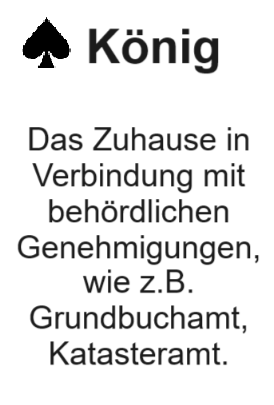 ♠ König
Das Zuhause in
Verbindung mit
behördlichen
Genehmigungen,
wie z.B.
Grundbuchamt,
Katasteramt.